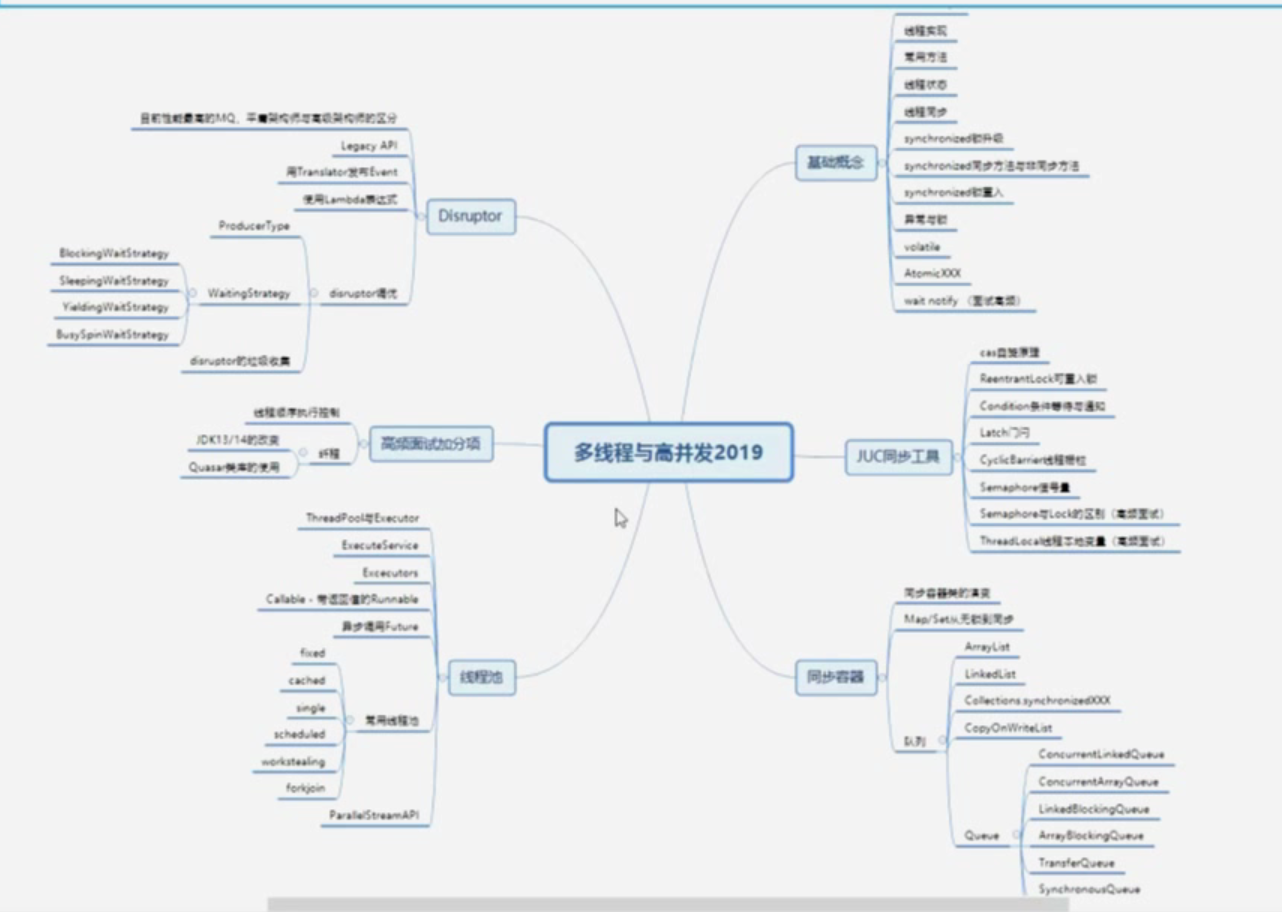 多线程与高并发2019
基础概念
线程实现
常用方法
线程状态
线程同步
synchronized锁升级
synchronized同步方法与非同步方法
synchronized锁重入
异常与锁
volatile
AtomicXXX
wait notify （面试高频）
JUC同步工具
cas自旋原理
ReentrantLock可重入锁
Condition条件等待与通知
Latch门闩
CyclicBarrier线程栅栏
Semaphore信号量
Semaphore与Lock的区别（高频面试）
ThreadLocal线程本地变量（高频面试）
同步容器
同步容器类的演变
Map/Set从无锁到同步
队列
ArrayList
LinkedList
Collections.synchronizedXXX
CopyOnWriteList
Queue
ConcurrentLinkedQueue
ConcurrentArrayQueue
LinkedBlockingQueue
ArrayBlockingQueue
TransferQueue
SynchronousQueue
Disruptor
目前性能最高的MQ，平庸架构师与高级架构师的区分
Legacy API
用Translator发布Event
使用Lambda表达式
disruptor调优
ProducerType
WaitingStrategy
BlockingWaitStrategy
SleepingWaitStrategy
YieldingWaitStrategy
BusySpinWaitStrategy
disruptor的垃圾收集
高频面试加分项
线程顺序执行控制
纤程
JDK13/14的改变
Quasar类库的使用
线程池
ThreadPool与Executor
ExecuteService
Excecutors
Callable - 带返回值的Runnable
异步调用Future
常用线程池
fixed
cached
single
scheduled
workstealing
forkjoin
ParallelStreamAPI